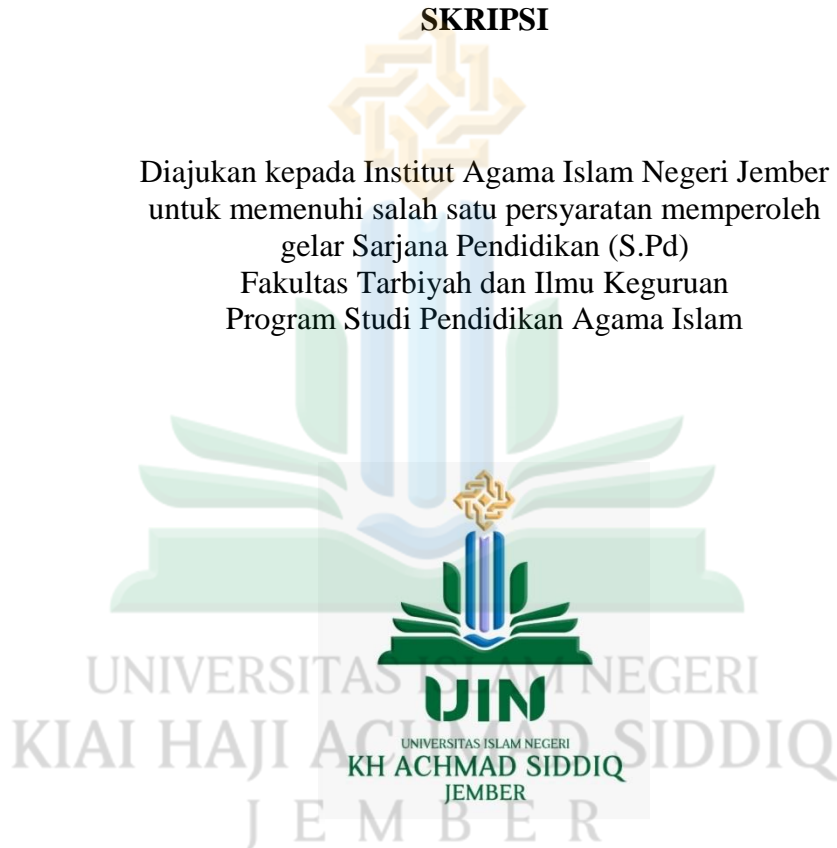 SKRIPSI
Diajukan kepada Institut Agama Islam Negeri Jember
untuk memenuhi salah satu persyaratan memperoleh
gelar Sarjana Pendidikan (S.Pd)
Fakultas Tarbiyah dan Ilmu Keguruan
Program Studi Pendidikan Agama Islam
UIN
UNIVERSITAS ISLAM NEGERI
KH ACHMAD SIDDIQ
JEMBER
UNIVERSITAS ISLAM NEGERI
KIAI HAJI ACHMAD SIDDIQ
JEMBER